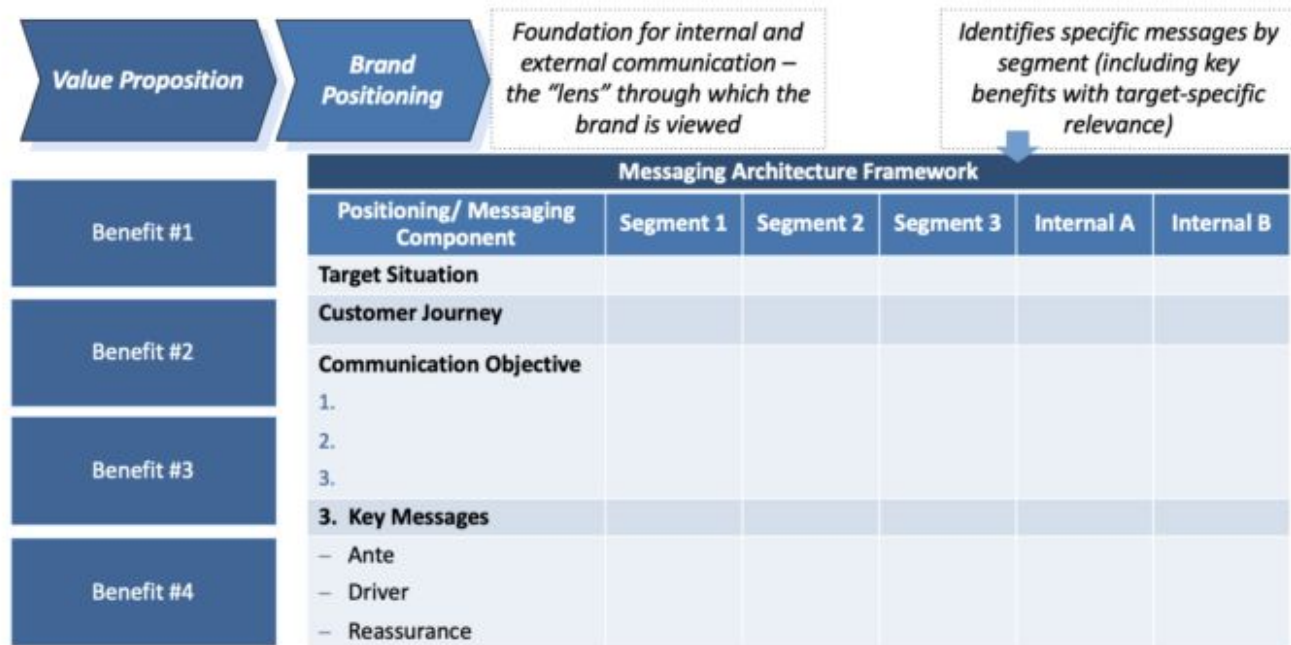 Value Proposition
Brand
Positioning
Foundation for internal and
external communication –
the “lens” through which the
brand is viewed
Identifies specific messages by
segment (including key
benefits with target-specific
relevance)
Benefit #1
Benefit #2
Benefit #3
Benefit #4
Messaging Architecture Framework
Positioning/ Messaging
Component
Segment 1
Segment 2
Segment 3
Internal A
Internal B
Target Situation
Customer Journey
Communication Objective
1.
2.
3.
3. Key Messages
– Ante
– Driver
– Reassurance